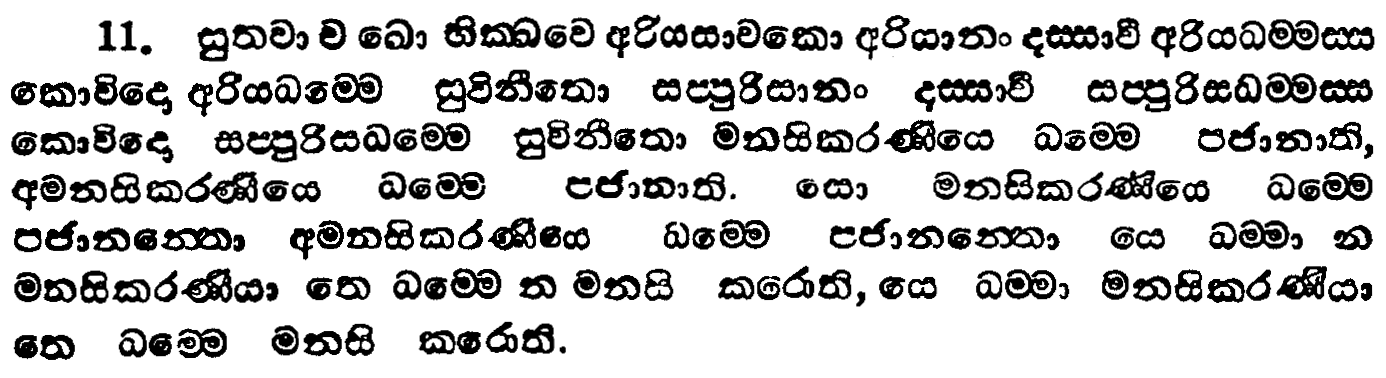 11. සුතවා ච ඛො භික්ඛවෙ අරියසාවකො අරියානං දස්සාවී අරියධම්මස්ස
කොවිදො අරියධම්මෙ සුවිනීතො සප්පුරිසානං දස්සාවී සප්පුරිසධම්මස්ස
කොවිදො සප්පුරිසධම්මෙ සුවිනීතො මනසිකරණීයෙ ධම්මෙ පජානාති,
අමනසිකරණීයෙ ධම්මෙ පජානාති. සො මනසිකරණීයෙ ධම්මෙ
පජානන්තො අමනසිකරණීයෙ ධම්මෙ පජානන්තො යෙ ධම්මා න
මනසිකරණීයා තෙ ධම්මෙ න මනසි කරොති, යෙ ධම්මා මනසිකරණීයා
තෙ ධම්මෙ මනසි කරොති.